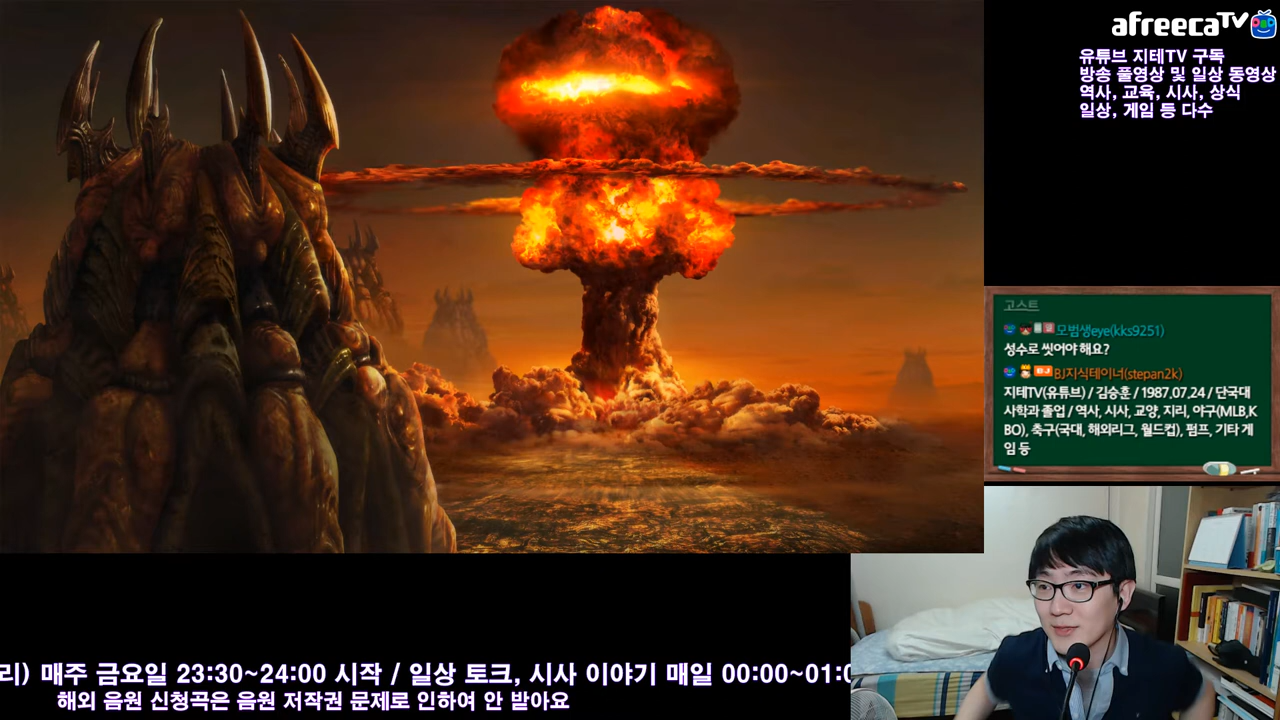 afreecaTV
유튜브 지테TV 구독
방송 풀영상 및 일상 동영상
역사, 교육, 시사, 상식
일상, 게임 등 다수
고스트
모범생eye(kks9251)
성수로 씻어야 해요?
BJ지식테이너(stepan2k)
지테TV(유튜브) / 김승훈 / 1987.07.24 / 단국대
사학과 졸업 / 역사, 시사, 교양, 지리, 야구(MLB,K
BO), 축구(국대, 해외리그, 월드컵), 펌프, 기타 게
임 등
리) 매주 금요일 23:30~24:00 시작 / 일상 토크, 시사 이야기 매일 00:00~01:0
해외 음원 신청곡은 음원 저작권 문제로 인하여 안 받아요